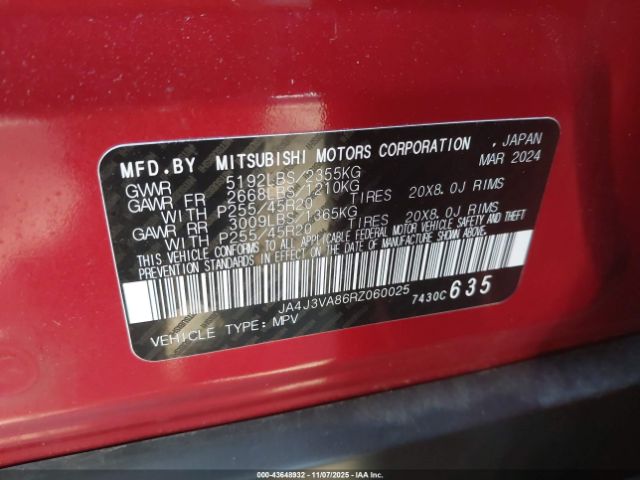 MFD.BY MITSUBISHI MOTORS CORPORATION , JAPAN
MAR 2024
GVWR 5192LBS/2355KG
GAWR FR 2668LBS/1210KG TIRES 20X8.0J RIMS
WITH P255/45R20
GAWR RR 3009LBS/1365KG TIRES 20X8.0J RIMS
WITH P255/45R20
THIS VEHICLE CONFORMS TO ALL APPLICABLE FEDERAL MOTOR VEHICLE SAFETY AND THEFT
PREVENTION STANDARDS IN EFFECT ON THE DATE OF MANUFACTURE SHOWN ABOVE.
JA4J3VA86RZ060025 7430C 635
VEHICLE TYPE: MPV
000-43648932 - 11/07/2025 - IAAI.com